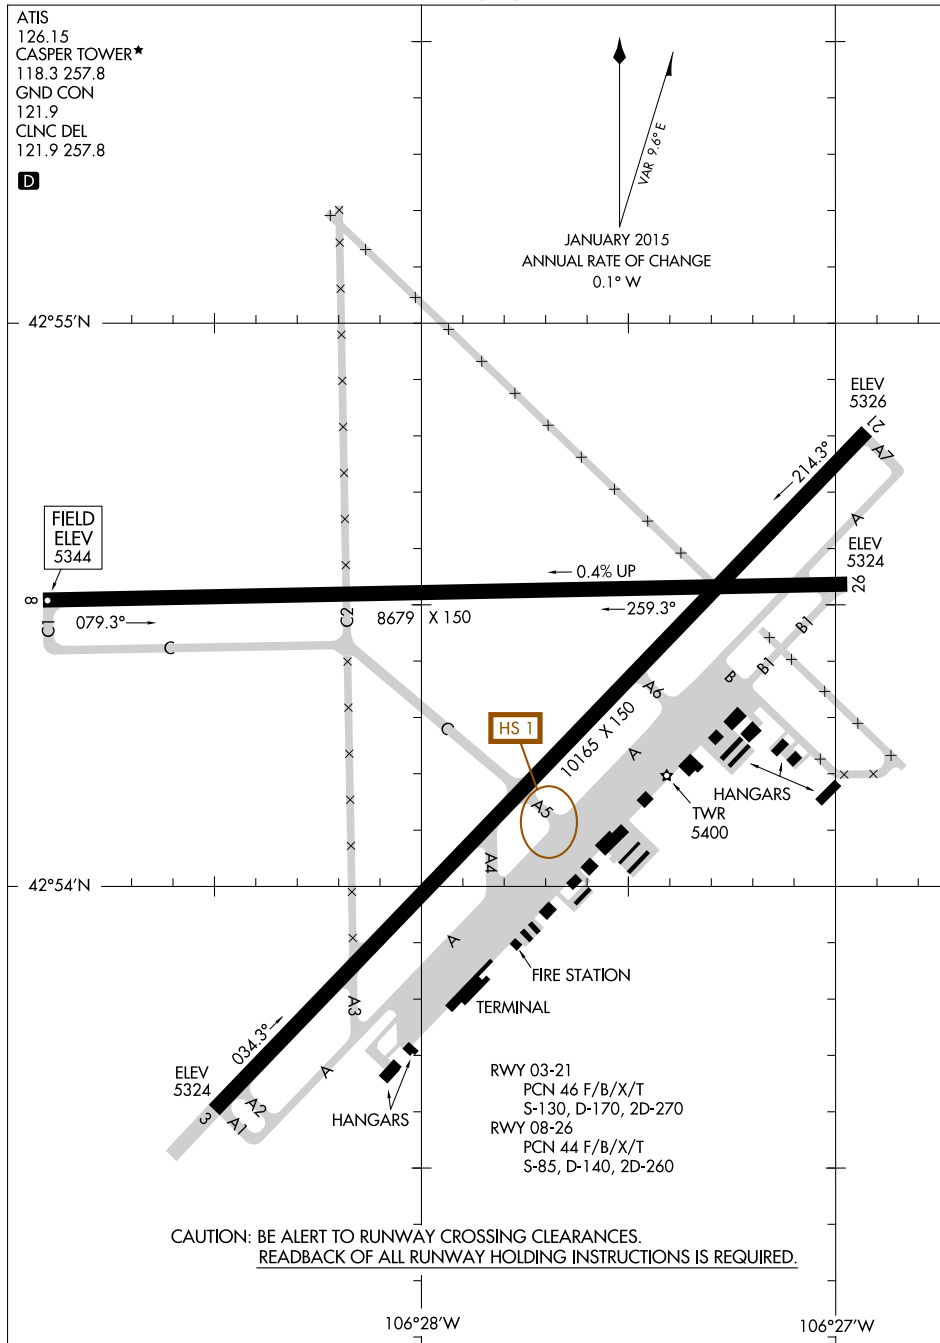 ATIS
126.15
CASPER TOWER★
118.3 257.8
GND CON
121.9
CLNC DEL
121.9 257.8
D
VAR 9.6° E
JANUARY 2015
ANNUAL RATE OF CHANGE
0.1° W
42°55'N
ELEV
5326
21
A7
214.3°
A
FIELD
ELEV
5344
ELEV
5324
26
0.4% UP
8
079.3°
259.3°
8679 X 150
C1
C2
C
B1
B1
B
A6
C
HS 1
10165 X 150
A
A5
HANGARS
TWR
5400
A4
42°54'N
A
FIRE STATION
TERMINAL
A3
034.3°
ELEV
5324
A
3
A2
A1
HANGARS
RWY 03-21
PCN 46 F/B/X/T
S-130, D-170, 2D-270
RWY 08-26
PCN 44 F/B/X/T
S-85, D-140, 2D-260
CAUTION: BE ALERT TO RUNWAY CROSSING CLEARANCES.
READBACK OF ALL RUNWAY HOLDING INSTRUCTIONS IS REQUIRED.
106°28'W
106°27'W